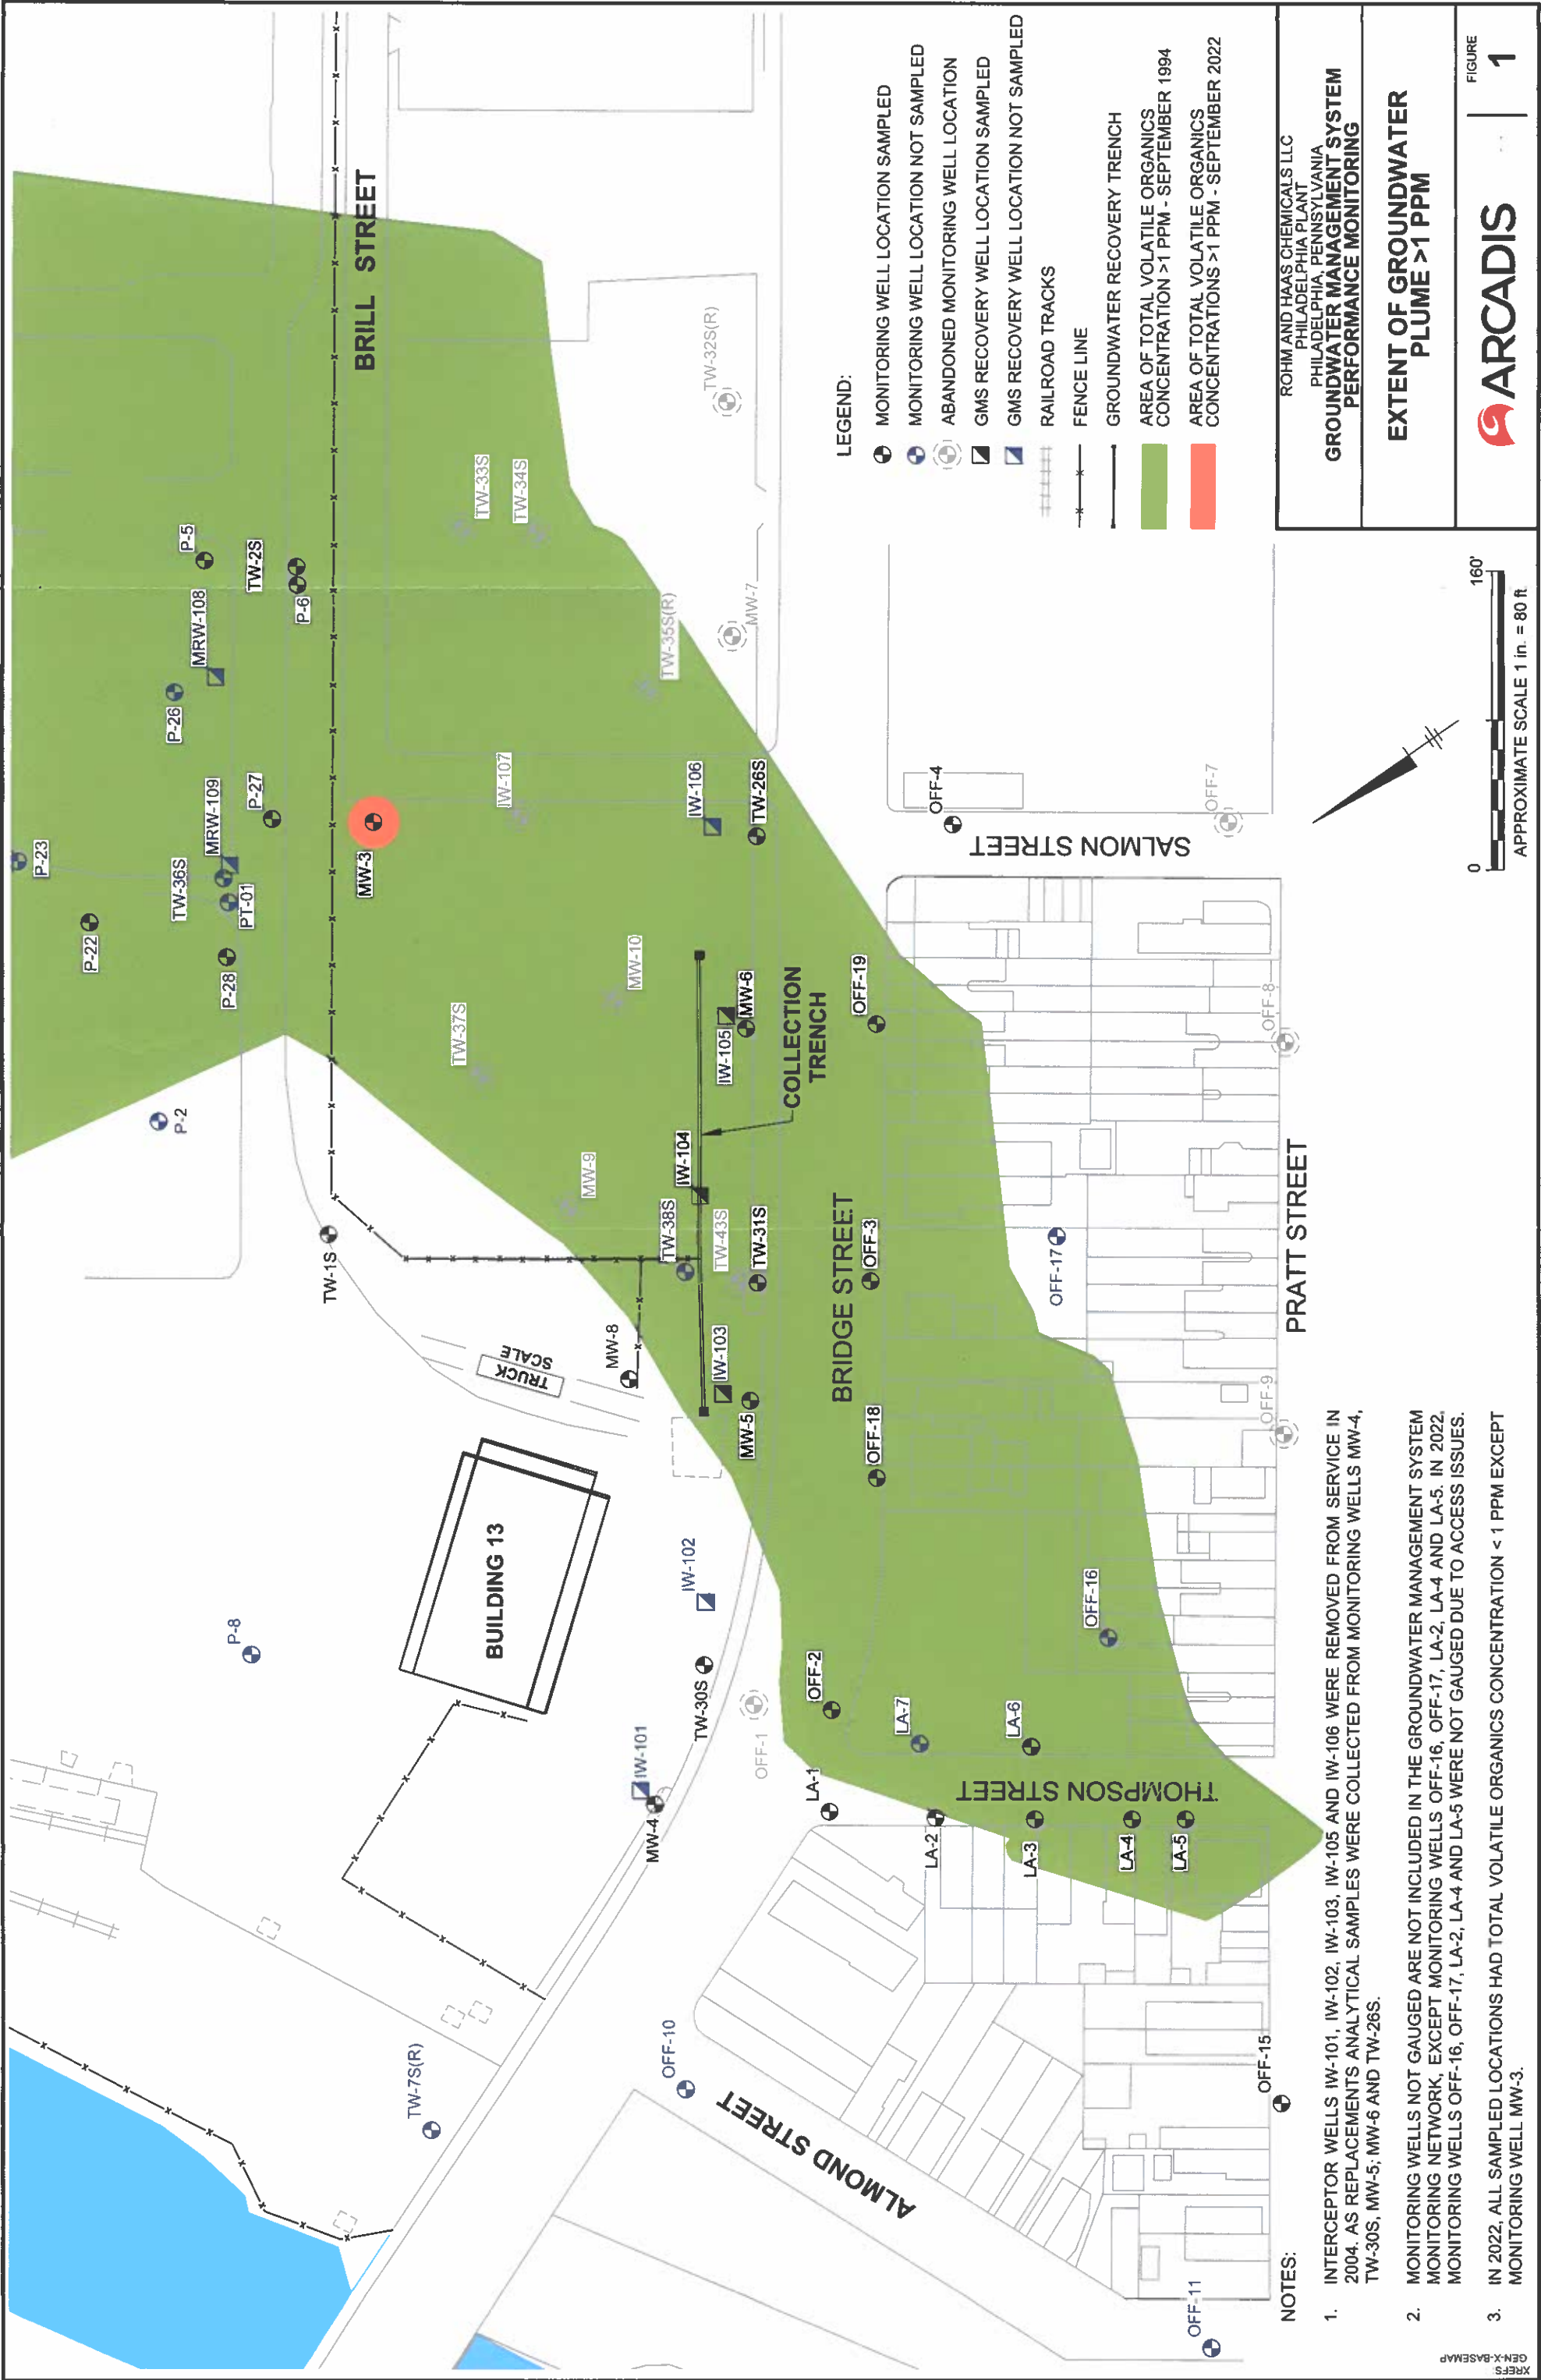 P-23
P-22
TW-36S
MRW-109
P-27
PT-01
P-28
P-26
MRW-108
P-5
TW-2S
P-6
BRILL STREET
MW-3
P-2
TW-1S
TW-37S
MW-10
IW-107
TW-33S
TW-34S
TW-32S(R)
TW-35S(R)
MW-7
IW-106
TW-26S
MW-9
IW-104
TW-38S
TW-43S
TW-31S
IW-105
MW-6
COLLECTION
TRENCH
MW-8
TRUCK
SCALE
IW-103
MW-5
BUILDING 13
P-8
IW-102
TW-30S
IW-101
MW-4
OFF-1
OFF-2
OFF-18
BRIDGE STREET
OFF-3
OFF-19
OFF-4
SALMON STREET
OFF-7
OFF-8
OFF-17
PRATT STREET
OFF-9
OFF-16
LA-7
LA-6
THOMPSON STREET
LA-1
LA-2
LA-3
LA-4
LA-5
TW-7S(R)
OFF-10
ALMOND STREET
OFF-15
OFF-11
LEGEND:
MONITORING WELL LOCATION SAMPLED
MONITORING WELL LOCATION NOT SAMPLED
ABANDONED MONITORING WELL LOCATION
GMS RECOVERY WELL LOCATION SAMPLED
GMS RECOVERY WELL LOCATION NOT SAMPLED
RAILROAD TRACKS
FENCE LINE
GROUNDWATER RECOVERY TRENCH
AREA OF TOTAL VOLATILE ORGANICS
CONCENTRATION >1 PPM - SEPTEMBER 1994
AREA OF TOTAL VOLATILE ORGANICS
CONCENTRATIONS >1 PPM - SEPTEMBER 2022
NOTES:
1. INTERCEPTOR WELLS IW-101, IW-102, IW-103, IW-105 AND IW-106 WERE REMOVED FROM SERVICE IN
2004. AS REPLACEMENTS ANALYTICAL SAMPLES WERE COLLECTED FROM MONITORING WELLS MW-4,
TW-30S, MW-5; MW-6 AND TW-26S.
2. MONITORING WELLS NOT GAUGED ARE NOT INCLUDED IN THE GROUNDWATER MANAGEMENT SYSTEM
MONITORING NETWORK, EXCEPT MONITORING WELLS OFF-16, OFF-17, LA-2, LA-4 AND LA-5. IN 2022,
MONITORING WELLS OFF-16, OFF-17, LA-2, LA-4 AND LA-5 WERE NOT GAUGED DUE TO ACCESS ISSUES.
3. IN 2022, ALL SAMPLED LOCATIONS HAD TOTAL VOLATILE ORGANICS CONCENTRATION < 1 PPM EXCEPT
MONITORING WELL MW-3.
0 160'
APPROXIMATE SCALE 1 in. = 80 ft.
ROHM AND HAAS CHEMICALS LLC
PHILADELPHIA PLANT
PHILADELPHIA, PENNSYLVANIA
GROUNDWATER MANAGEMENT SYSTEM
PERFORMANCE MONITORING
EXTENT OF GROUNDWATER
PLUME >1 PPM
ARCADIS
FIGURE
1
XREFS:
GEN-X-BASEMAP